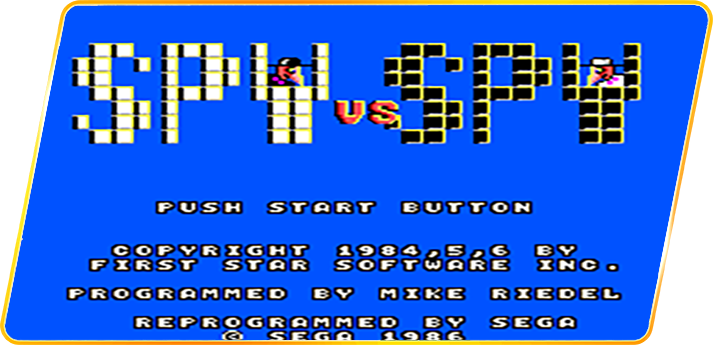 SPY vs SPY
PUSH START BUTTON
COPYRIGHT 1984,5,6 BY
FIRST STAR SOFTWARE INC.
PROGRAMMED BY MIKE RIEDEL
REPROGRAMMED BY SEGA
© SEGA 1986